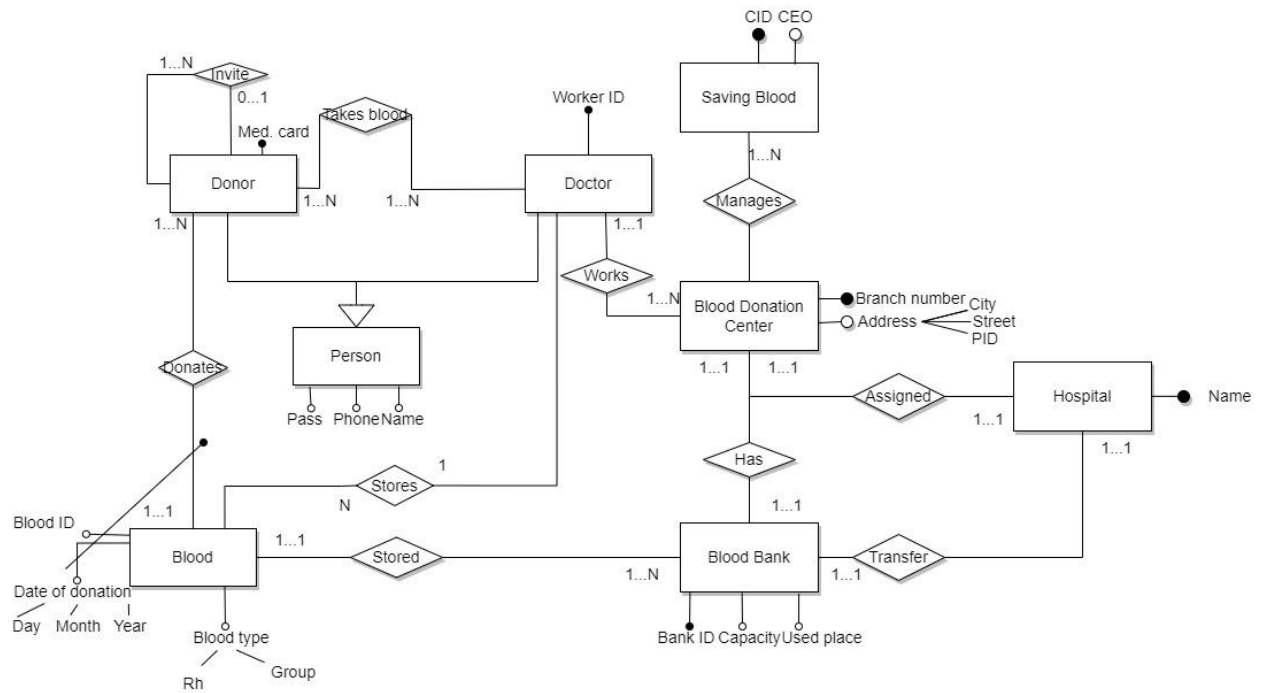 CID CEO
1...N
Invite
0...1
Saving Blood
Worker ID
Takes blood
Med. card
1...N
Donor
Doctor
1...N
1...N
Manages
1...N
1...1
Works
1...N
Blood Donation
Center
Branch number
City
Address
Street
PID
Person
Donates
1...1
1...1
Assigned
Hospital
Name
Pass
Phone
Name
1...1
1...1
Has
1
Stores
N
1...1
1...1
Blood ID
1...1
Blood
Stored
Blood Bank
Transfer
1...N
1...1
Date of donation
Day
Month
Year
Blood type
Bank ID
Capacity
Used place
Rh
Group